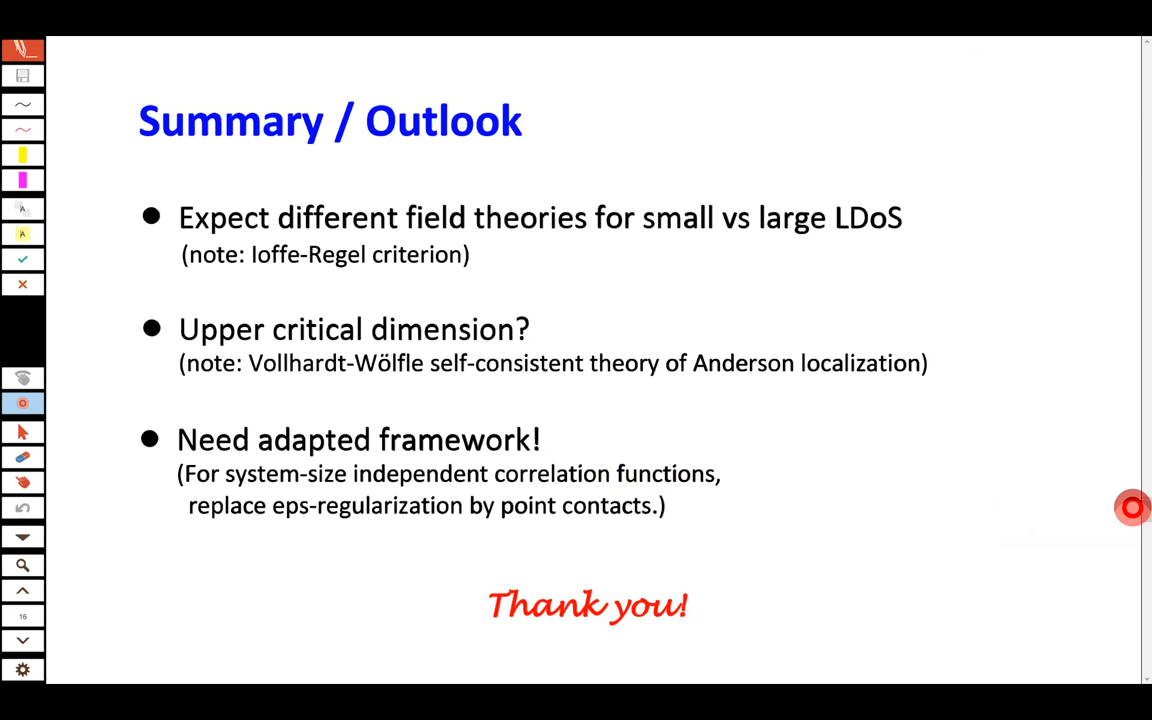 Summary / Outlook
● Expect different field theories for small vs large LDoS
(note: Ioffe-Regel criterion)
● Upper critical dimension?
(note: Vollhardt-Wölfle self-consistent theory of Anderson localization)
● Need adapted framework!
(For system-size independent correlation functions,
replace eps-regularization by point contacts.)
Thank you!
A
A
16